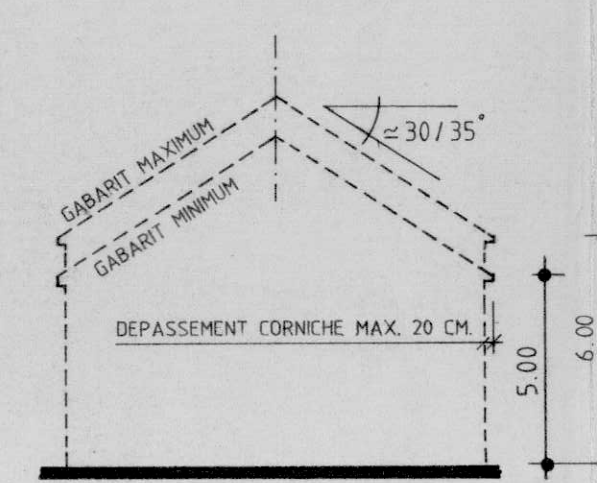 ≃ 30 / 35°
GABARIT MAXIMUM
GABARIT MINIMUM
DEPASSEMENT CORNICHE MAX. 20 CM.
5.00
6.00